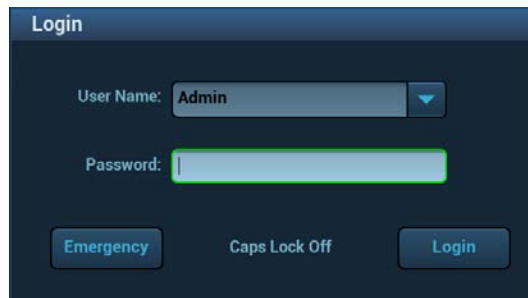 Login
User Name: Admin
Password:
Emergency Caps Lock Off Login